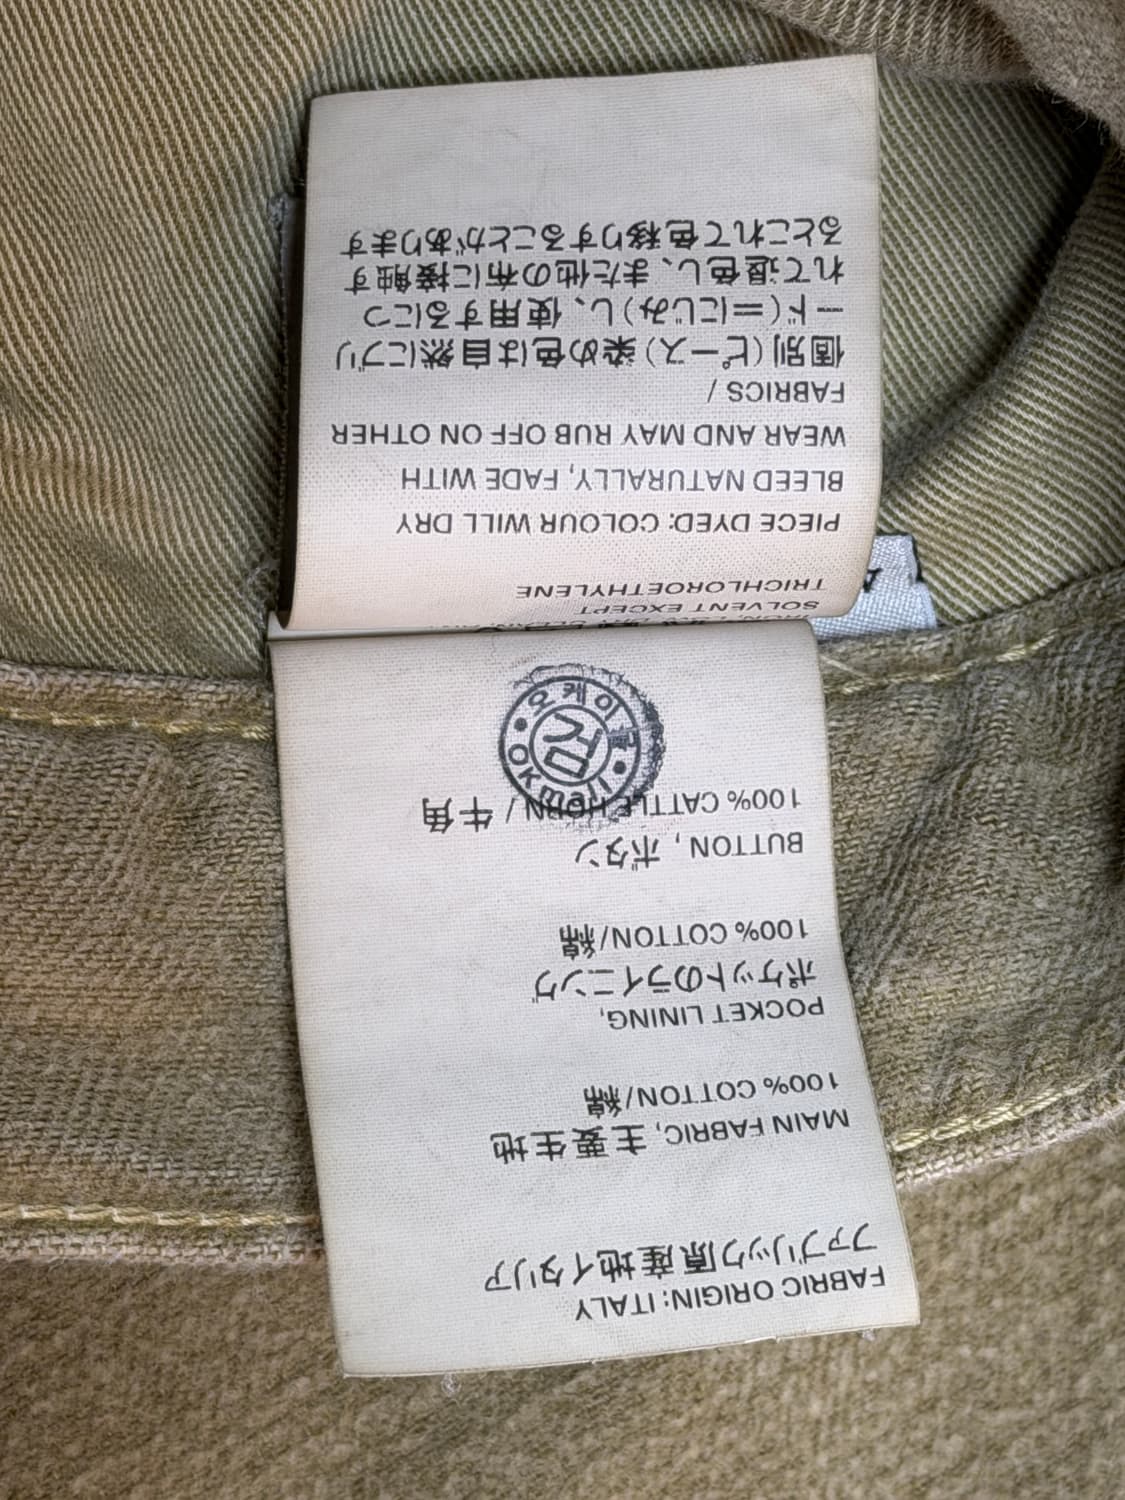 FABRIC ORIGIN: ITALY
ファブリック原産地イタリア
MAIN FABRIC, 主要生地
100% COTTON/綿
POCKET LINING,
ポケットのライニング
100% COTTON/綿
BUTTON, ボタン
100% CATTLE HORN / 牛角
오케이몰
검
OKmall
SOLVENT EXCEPT
TRICHLOROETHYLENE
PIECE DYED: COLOUR WILL DRY
BLEED NATURALLY, FADE WITH
WEAR AND MAY RUB OFF ON OTHER
FABRICS /
個別(ピース)染め色は自然にブリ
ード(=にじみ)し、使用するにつ
れて退色し、また他の布に接触す
るとこれて色移りすることがあります